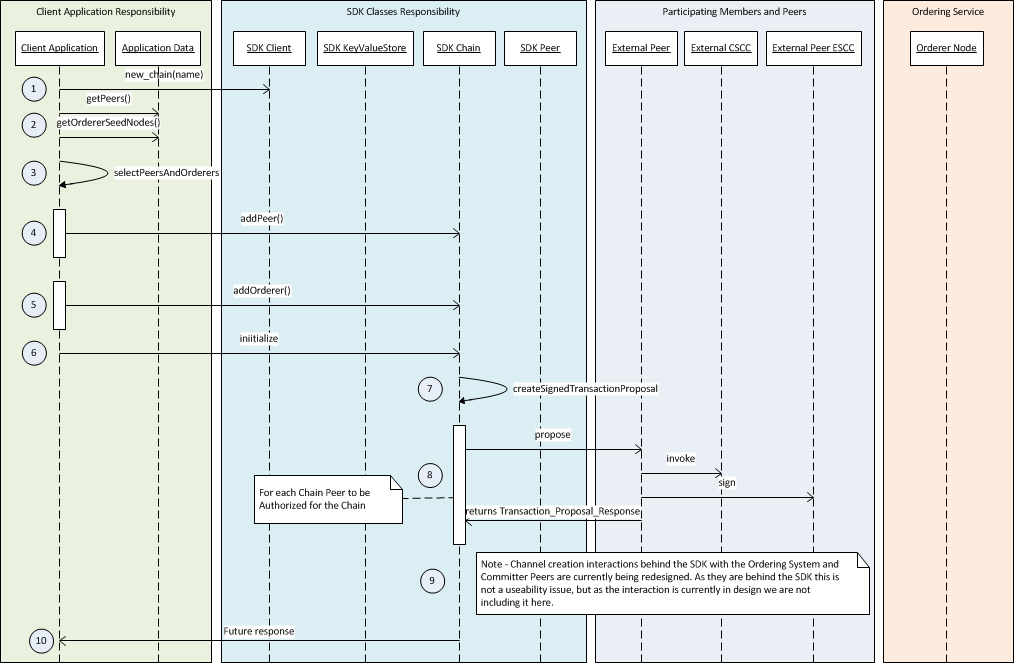 Client Application Responsibility
SDK Classes Responsibility
Participating Members and Peers
Ordering Service
Client Application
Application Data
SDK Client
SDK KeyValueStore
SDK Chain
SDK Peer
External Peer
External CSCC
External Peer ESCC
Orderer Node
new_chain(name)
1
getPeers()
2
getOrdererSeedNodes()
3
selectPeersAndOrderers
4
addPeer()
5
addOrderer()
6
iniitialize
7
createSignedTransactionProposal
propose
invoke
8
sign
For each Chain Peer to be
Authorized for the Chain
returns Transaction_Proposal_Response
9
Note - Channel creation interactions behind the SDK with the Ordering System and
Committer Peers are currently being redesigned. As they are behind the SDK this is
not a useability issue, but as the interaction is currently in design we are not
including it here.
10
Future response